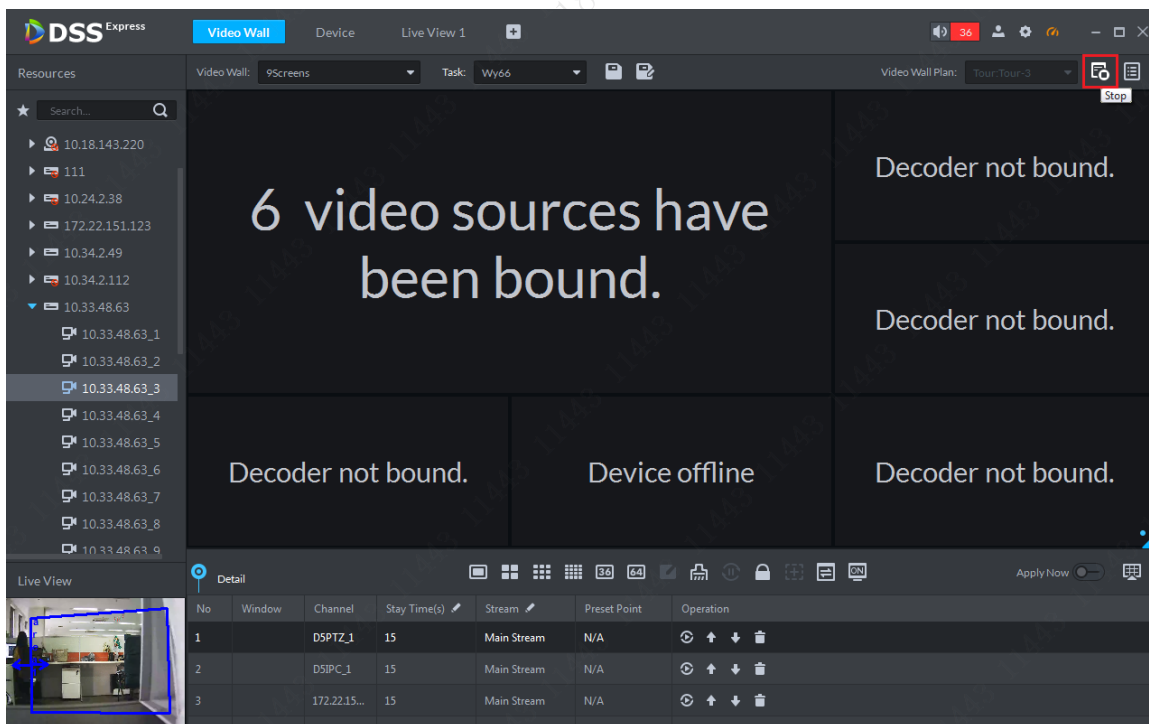 DSS Express
Video Wall
Device
Live View 1
36
Resources
Video Wall: 9Screens
Task: Wy66
Video Wall Plan: Tour:Tour-3
Stop
Search...
10.18.143.220
111
10.24.2.38
172.22.151.123
10.34.2.49
10.34.2.112
10.33.48.63
10.33.48.63_1
10.33.48.63_2
10.33.48.63_3
10.33.48.63_4
10.33.48.63_5
10.33.48.63_6
10.33.48.63_7
10.33.48.63_8
10.33.48.63_9
6 video sources have
been bound.
Decoder not bound.
Decoder not bound.
Decoder not bound.
Device offline
Decoder not bound.
Live View
Detail
36
64
ON
Apply Now
No Window Channel Stay Time(s) Stream Preset Point Operation
1 D5PTZ_1 15 Main Stream N/A
2 D5IPC_1 15 Main Stream N/A
3 172.22.15... 15 Main Stream N/A